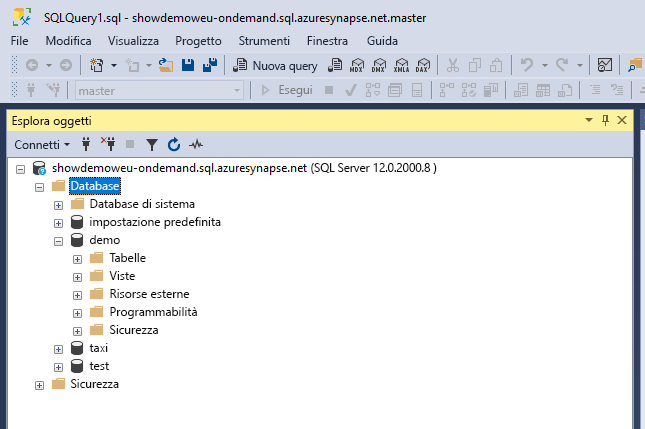 SQLQuery1.sql - showdemoweu-ondemand.sql.azuresynapse.net.master
File Modifica Visualizza Progetto Strumenti Finestra Guida
Nuova query MDX DMX XMLA DAX
master Esegui
Esplora oggetti
Connetti
showdemoweu-ondemand.sql.azuresynapse.net (SQL Server 12.0.2000.8 )
Database
Database di sistema
impostazione predefinita
demo
Tabelle
Viste
Risorse esterne
Programmabilità
Sicurezza
taxi
test
Sicurezza